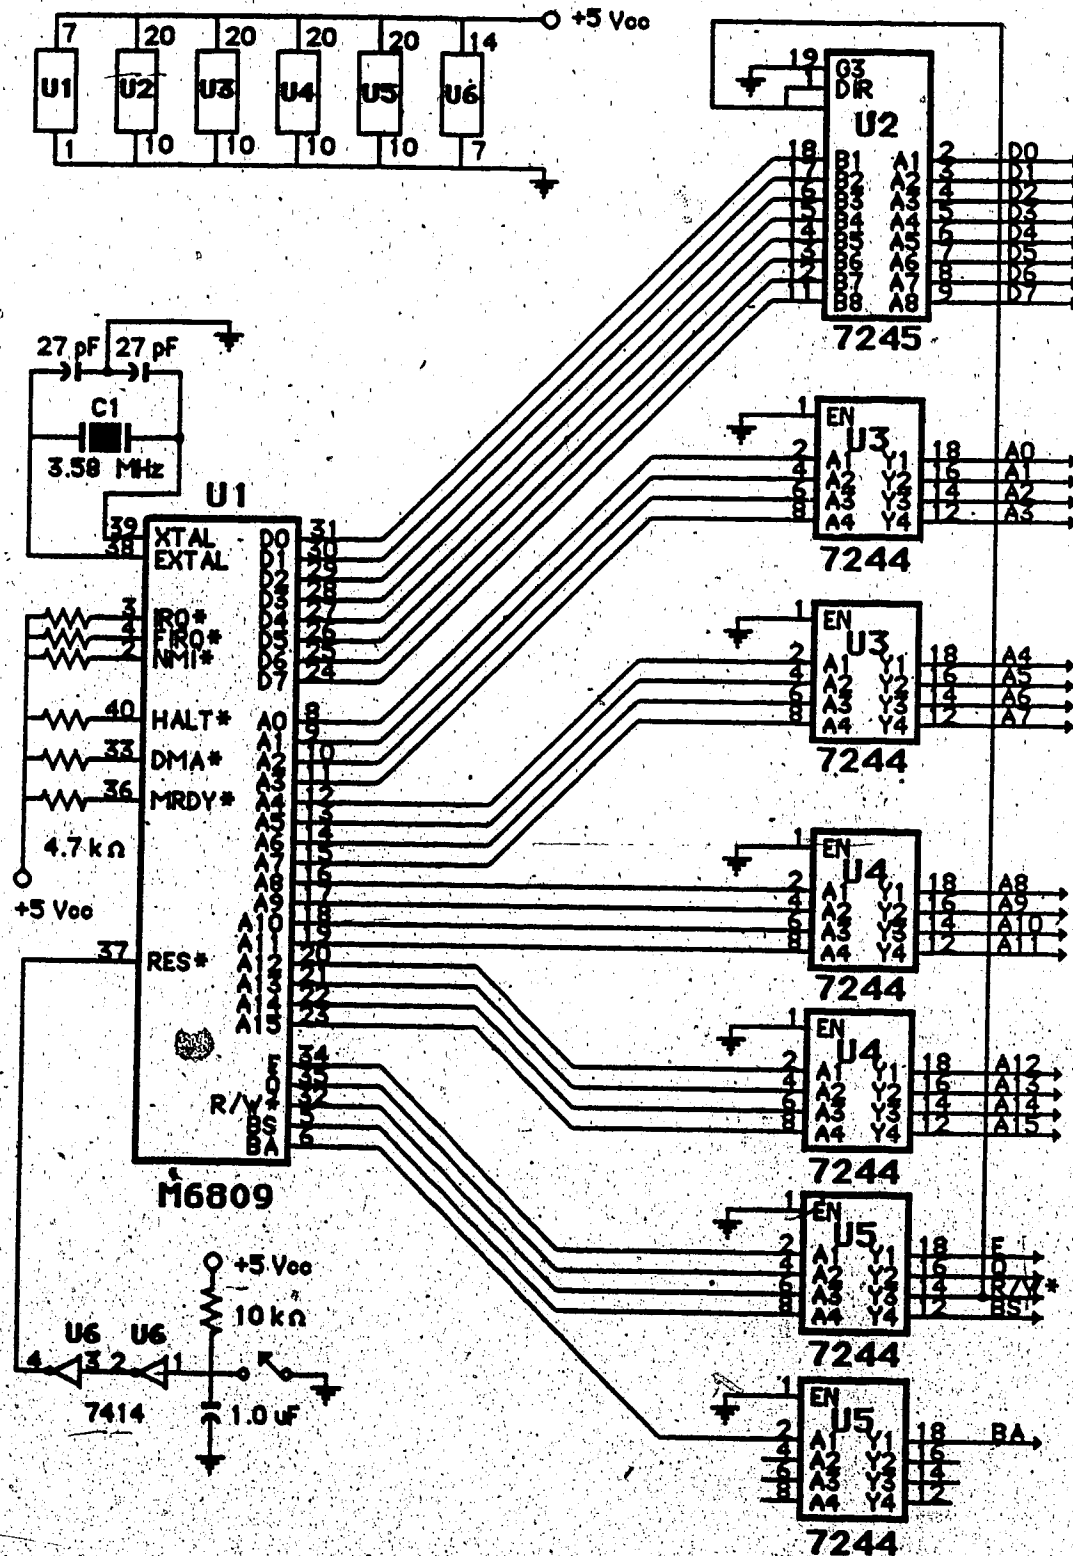 +5 Vcc
7 20 20 20 20 14
U1 U2 U3 U4 U5 U6
1 10 10 10 10 7
19 G3
1 DIR
U2
18 B1 A1 2 D0
B2 A2 3 D1
B3 A3 4 D2
B4 A4 5 D3
B5 A5 6 D4
B6 A6 7 D5
B7 A7 8 D6
B8 A8 9 D7
7245
27 pF 27 pF
C1
3.58 MHz
U1
39 XTAL
38 EXTAL
IRQ*
FIRQ*
2 NMI*
40 HALT*
33 DMA*
36 MRDY*
4.7 kΩ
+5 Vcc
37 RES*
D0 31
D1 30
D2 29
D3 28
D4 27
D5 26
D6 25
D7 24
A0 8
A1 9
A2 10
A3 11
A4 12
A5 13
A6 14
A7 15
A8 16
A9 17
A10 18
A11 19
A12 20
A13 21
A14 22
A15 23
E 34
Q 35
R/W* 32
BS 5
BA 6
M6809
1 EN
U3
2 A1 Y1 18 A0
4 A2 Y2 16 A1
6 A3 Y3 14 A2
8 A4 Y4 12 A3
7244
1 EN
U3
2 A1 Y1 18 A4
4 A2 Y2 16 A5
6 A3 Y3 14 A6
8 A4 Y4 12 A7
7244
1 EN
U4
2 A1 Y1 18 A8
4 A2 Y2 16 A9
6 A3 Y3 14 A10
8 A4 Y4 12 A11
7244
1 EN
U4
2 A1 Y1 18 A12
4 A2 Y2 16 A13
6 A3 Y3 14 A14
8 A4 Y4 12 A15
7244
1 EN
U5
2 A1 Y1 18 E
4 A2 Y2 16 Q
6 A3 Y3 14 R/W*
8 A4 Y4 12 BS
7244
1 EN
U5
2 A1 Y1 18 BA
4 A2 Y2 16
6 A3 Y3 14
8 A4 Y4 12
7244
+5 Vcc
10 kΩ
U6 U6
4 3 2 1
7414
1.0 uF